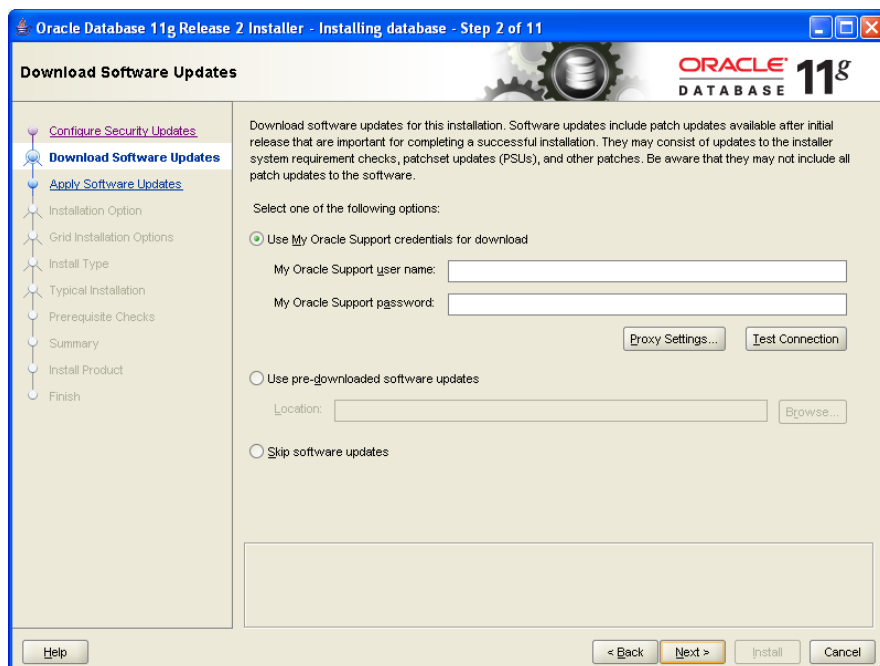 Oracle Database 11g Release 2 Installer - Installing database - Step 2 of 11
Download Software Updates
ORACLE
DATABASE 11g
Configure Security Updates
Download Software Updates
Apply Software Updates
Installation Option
Grid Installation Options
Install Type
Typical Installation
Prerequisite Checks
Summary
Install Product
Finish
Download software updates for this installation. Software updates include patch updates available after initial
release that are important for completing a successful installation. They may consist of updates to the installer
system requirement checks, patchset updates (PSUs), and other patches. Be aware that they may not include all
patch updates to the software.
Select one of the following options:
Use My Oracle Support credentials for download
My Oracle Support user name:
My Oracle Support password:
Proxy Settings... Test Connection
Use pre-downloaded software updates
Location: Browse...
Skip software updates
Help < Back Next > Install Cancel